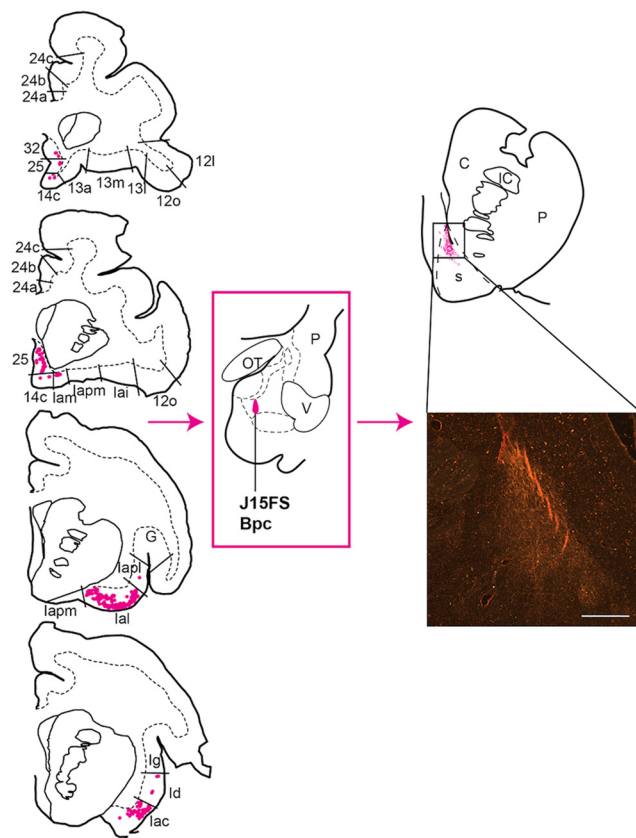 24c
24b
24a
32
25
14c
13a
13m
13l
12o
12l
24c
24b
24a
25
14c
Iam
Iapm
Iai
12o
G
Iapl
Iapm
Ial
Ig
Id
Iac
OT
P
V
J15FS
Bpc
C
IC
P
s